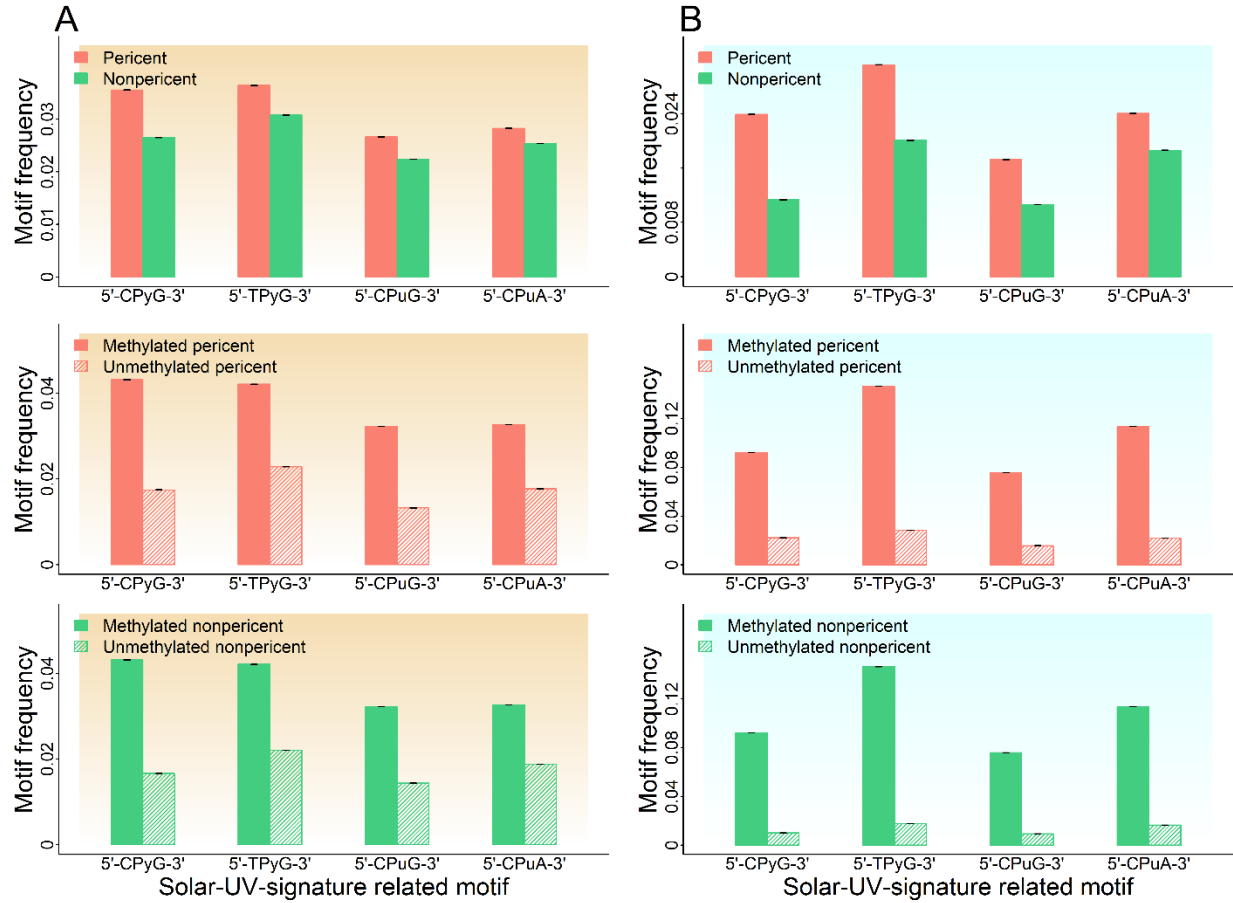 A
Pericent
Nonpericent
Motif frequency
0.03
0.02
0.01
0
5'-CPyG-3' 5'-TPyG-3' 5'-CPuG-3' 5'-CPuA-3'
Methylated pericent
Unmethylated pericent
Motif frequency
0.04
0.02
0
5'-CPyG-3' 5'-TPyG-3' 5'-CPuG-3' 5'-CPuA-3'
Methylated nonpericent
Unmethylated nonpericent
Motif frequency
0.04
0.02
0
5'-CPyG-3' 5'-TPyG-3' 5'-CPuG-3' 5'-CPuA-3'
Solar-UV-signature related motif
B
Pericent
Nonpericent
Motif frequency
0.024
0.008
0
5'-CPyG-3' 5'-TPyG-3' 5'-CPuG-3' 5'-CPuA-3'
Methylated pericent
Unmethylated pericent
Motif frequency
0.12
0.08
0.04
0
5'-CPyG-3' 5'-TPyG-3' 5'-CPuG-3' 5'-CPuA-3'
Methylated nonpericent
Unmethylated nonpericent
Motif frequency
0.12
0.08
0.04
0
5'-CPyG-3' 5'-TPyG-3' 5'-CPuG-3' 5'-CPuA-3'
Solar-UV-signature related motif